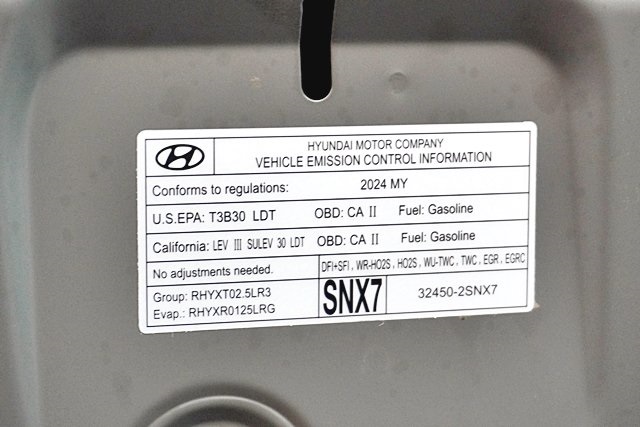 HYUNDAI MOTOR COMPANY
VEHICLE EMISSION CONTROL INFORMATION
Conforms to regulations: 2024 MY
U.S.EPA: T3B30 LDT OBD: CA II Fuel: Gasoline
California: LEV III SULEV 30 LDT OBD: CA II Fuel: Gasoline
No adjustments needed. DFI+SFI, WR-HO2S, HO2S, WU-TWC, TWC, EGR, EGRC
Group: RHYXT02.5LR3
Evap.: RHYXR0125LRG
SNX7 32450-2SNX7